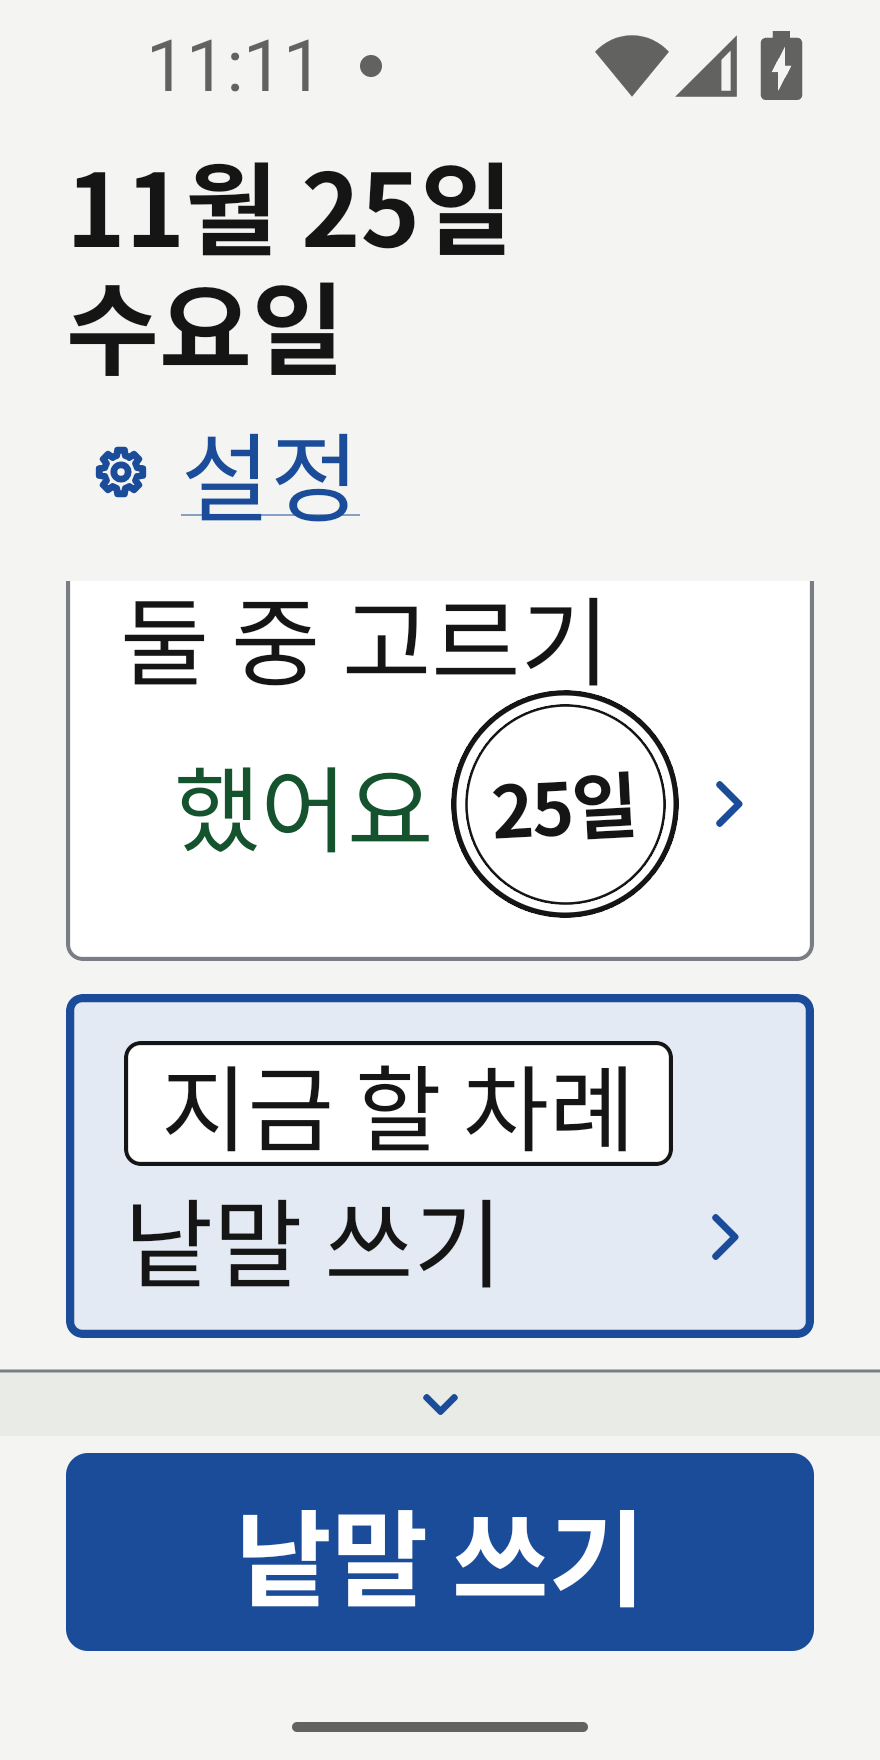 11:11
11월 25일
수요일
설정
둘 중 고르기
했어요
25일
지금 할 차례
낱말 쓰기
낱말 쓰기